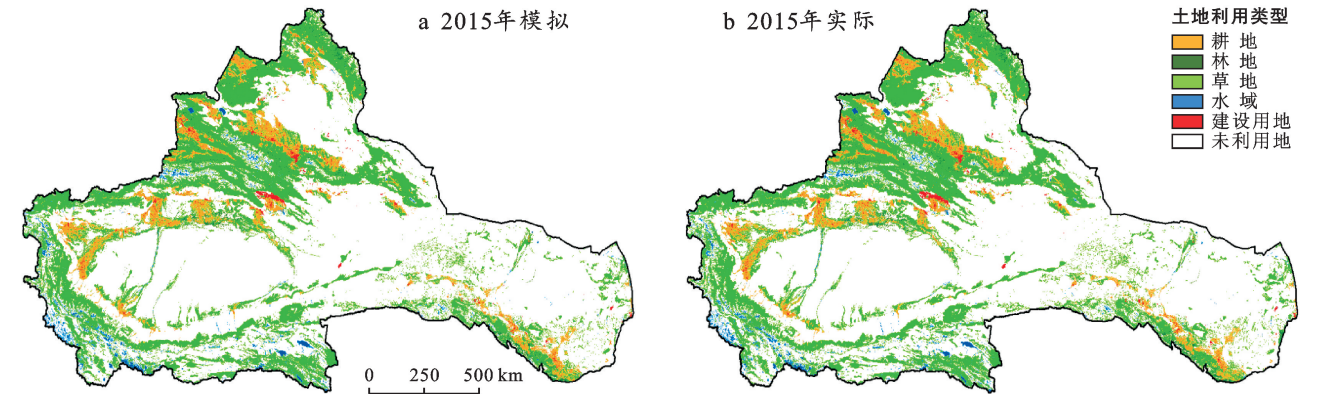 a 2015年模拟
b 2015年实际
土地利用类型
耕 地
林 地
草 地
水 域
建设用地
未利用地
0 250 500 km